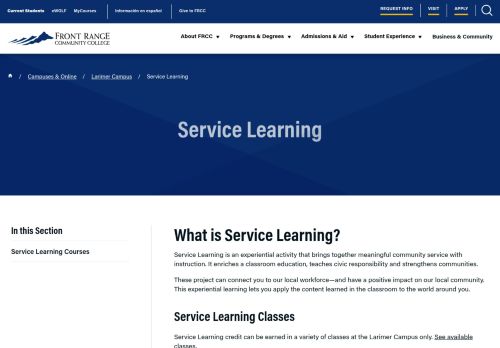 Current Students eWOLF MyCourses Información en español Give to FRCC REQUEST INFO VISIT APPLY
FRONT RANGE
COMMUNITY COLLEGE
About FRCC Programs & Degrees Admissions & Aid Student Experience Business & Community
/ Campuses & Online / Larimer Campus / Service Learning
Service Learning
In this Section
Service Learning Courses
What is Service Learning?
Service Learning is an experiential activity that brings together meaningful community service with
instruction. It enriches a classroom education, teaches civic responsibility and strengthens communities.
These project can connect you to our local workforce—and have a positive impact on our local community.
This experiential learning lets you apply the content learned in the classroom to the world around you.
Service Learning Classes
Service Learning credit can be earned in a variety of classes at the Larimer Campus only. See available
classes.